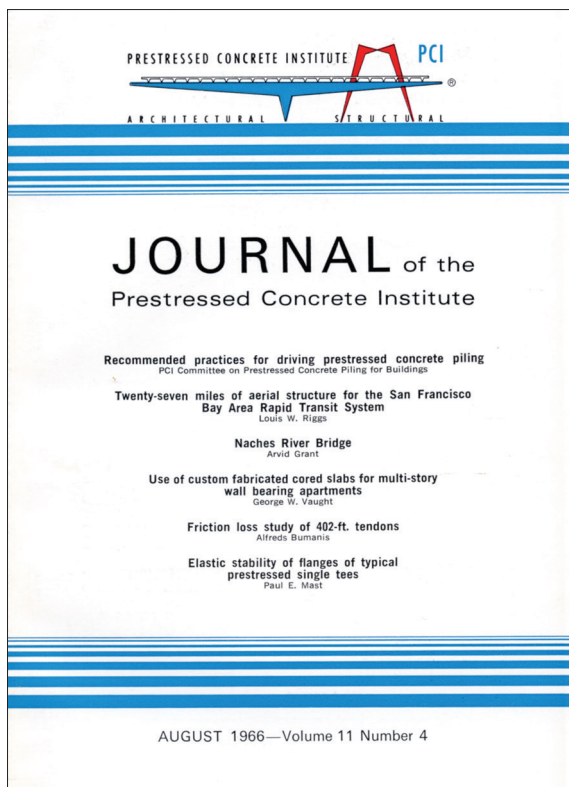 PRESTRESSED CONCRETE INSTITUTE PCI
®
ARCHITECTURAL STRUCTURAL
JOURNAL of the
Prestressed Concrete Institute
Recommended practices for driving prestressed concrete piling
PCI Committee on Prestressed Concrete Piling for Buildings
Twenty-seven miles of aerial structure for the San Francisco
Bay Area Rapid Transit System
Louis W. Riggs
Naches River Bridge
Arvid Grant
Use of custom fabricated cored slabs for multi-story
wall bearing apartments
George W. Vaught
Friction loss study of 402-ft. tendons
Alfreds Bumanis
Elastic stability of flanges of typical
prestressed single tees
Paul E. Mast
AUGUST 1966—Volume 11 Number 4